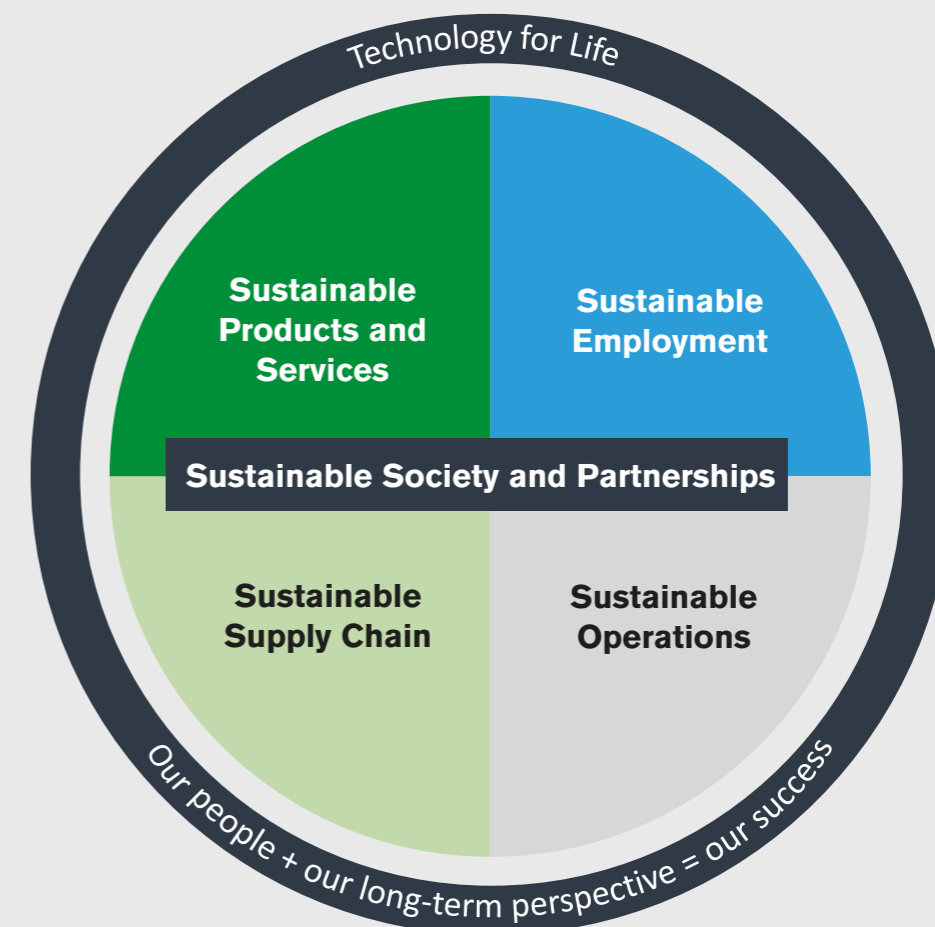 Technology for Life
Sustainable
Products and
Services
Sustainable
Employment
Sustainable Society and Partnerships
Sustainable
Supply Chain
Sustainable
Operations
Our people + our long-term perspective = our success